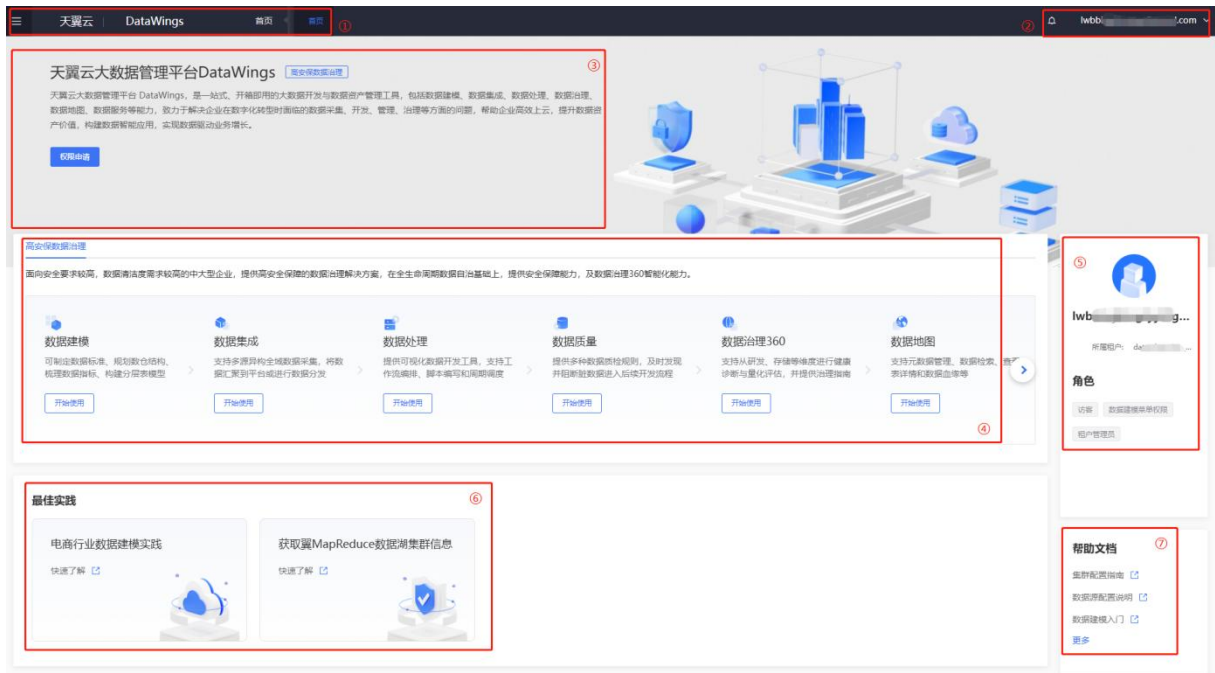 天翼云 DataWings 首页 首页 ① ② lwbb .com
天翼云大数据管理平台DataWings 高安保数据治理 ③
天翼云大数据管理平台 DataWings，是一站式、开箱即用的大数据开发与数据资产管理工具，包括数据建模、数据集成、数据处理、数据治理、
数据地图、数据服务等能力，致力于解决企业在数字化转型时面临的数据采集、开发、管理、治理等方面的问题，帮助企业高效上云，提升数据资
产价值，构建数据智能应用，实现数据驱动业务增长。
权限申请
高安保数据治理
面向安全要求较高，数据清洁度需求较高的中大型企业，提供高安全保障的数据治理解决方案，在全生命周期数据自治基础上，提供安全保障能力，及数据治理360智能化能力。
数据建模
可制定数据标准、规划数仓结构、
梳理数据指标、构建分层表模型
开始使用
数据集成
支持多源异构全域数据采集，将数
据汇聚到平台或进行数据分发
开始使用
数据处理
提供可视化数据开发工具，支持工
作流编排、脚本编写和周期调度
开始使用
数据质量
提供多种数据质检规则，及时发现
并阻断脏数据进入后续开发流程
开始使用
数据治理360
支持从研发、存储等维度进行健康
诊断与量化评估，并提供治理指南
开始使用
数据地图
支持元数据管理、数据检索、查看
表详情和数据血缘等
开始使用
④
⑤
lwb g...
所属租户: da ...
角色
访客 数据建模菜单权限
租户管理员
最佳实践 ⑥
电商行业数据建模实践
快速了解
获取翼MapReduce数据湖集群信息
快速了解
帮助文档 ⑦
集群配置指南
数据源配置说明
数据建模入门
更多